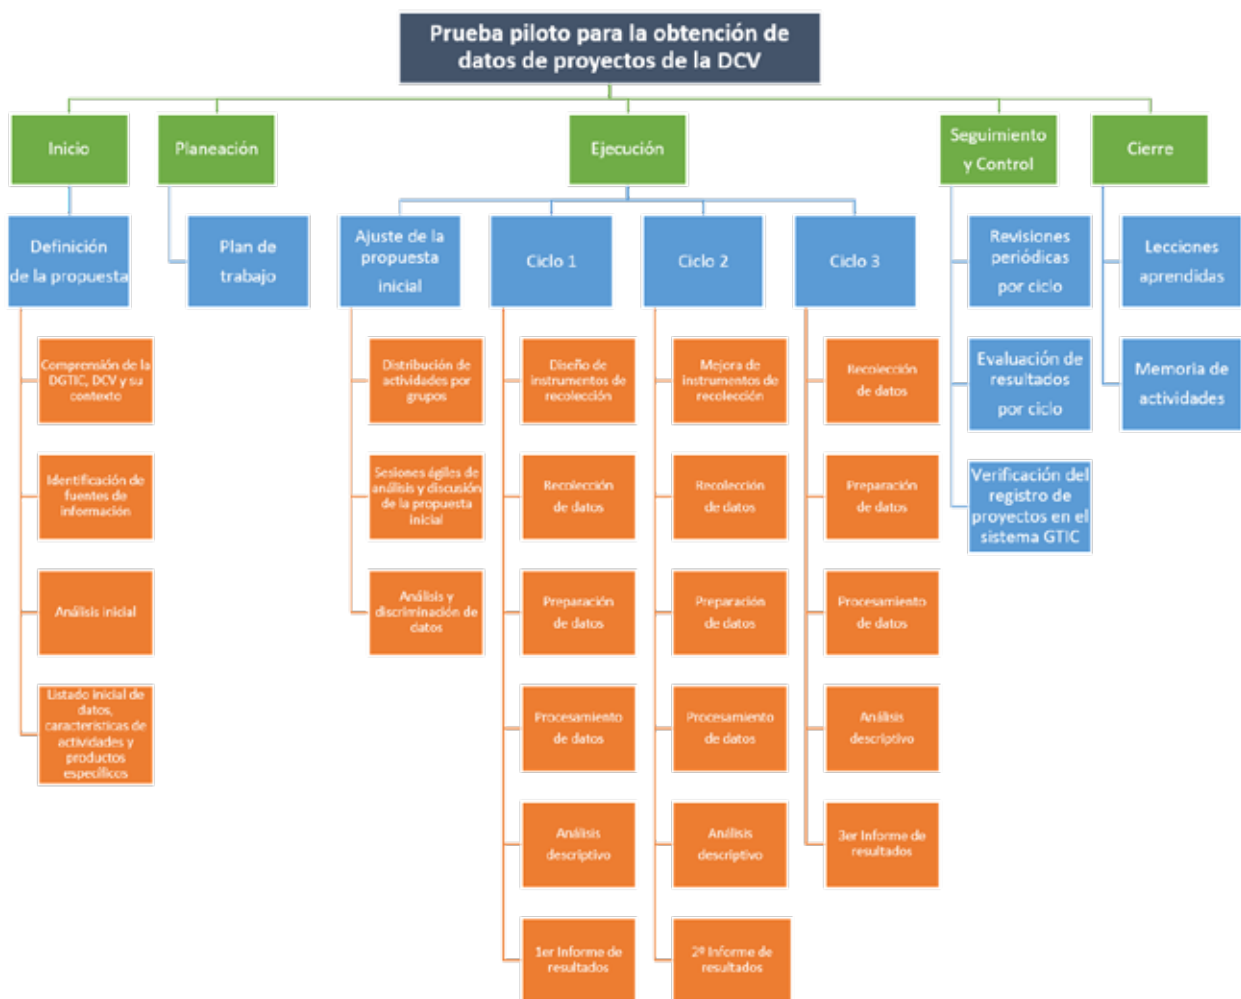 Prueba piloto para la obtención de
datos de proyectos de la DCV
Inicio
Planeación
Ejecución
Seguimiento
y Control
Cierre
Definición
de la propuesta
Plan de
trabajo
Ajuste de la
propuesta
inicial
Ciclo 1
Ciclo 2
Ciclo 3
Revisiones
periódicas
por ciclo
Lecciones
aprendidas
Comprensión de la
DGTIC, DCV y su
contexto
Identificación de
fuentes de
información
Análisis inicial
Listado inicial de
datos,
características de
actividades y
productos
específicos
Distribución de
actividades por
grupos
Sesiones ágiles de
análisis y discusión
de la propuesta
inicial
Análisis y
discriminación de
datos
Diseño de
instrumentos de
recolección
Recolección
de datos
Preparación
de datos
Procesamiento
de datos
Análisis
descriptivo
1er Informe de
resultados
Mejora de
instrumentos de
recolección
Recolección
de datos
Preparación
de datos
Procesamiento
de datos
Análisis
descriptivo
2º Informe de
resultados
Recolección
de datos
Preparación
de datos
Procesamiento
de datos
Análisis
descriptivo
3er Informe de
resultados
Evaluación de
resultados
por ciclo
Verificación del
registro de
proyectos en el
sistema GTIC
Memoria de
actividades